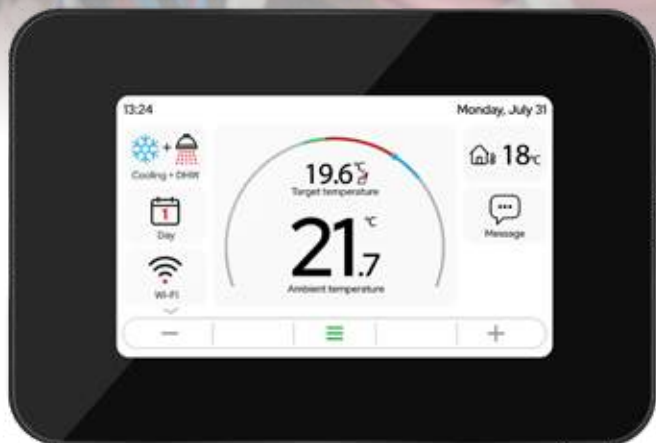 13:24
Monday, July 31
Cooling + DHW
1
Day
Wi-Fi
19.6°C
Target temperature
21.7 °C
Ambient temperature
18°C
Message